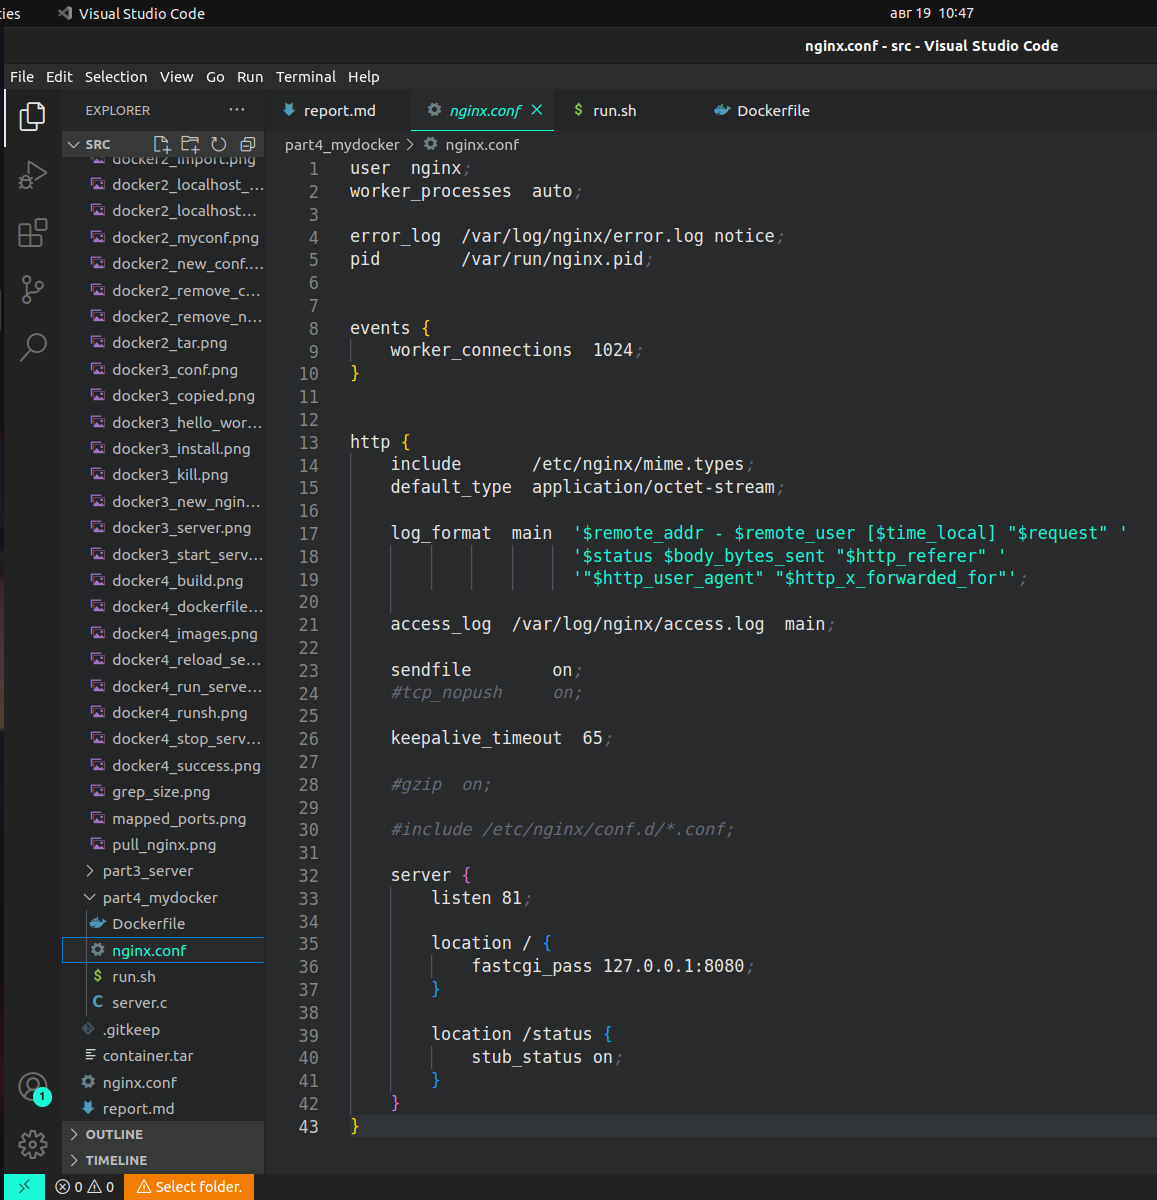 ies Visual Studio Code авг 19 10:47
nginx.conf - src - Visual Studio Code
File Edit Selection View Go Run Terminal Help
EXPLORER ···
report.md nginx.conf run.sh Dockerfile
SRC
part4_mydocker > nginx.conf
docker2_import.png
docker2_localhost_...
docker2_localhost...
docker2_myconf.png
docker2_new_conf....
docker2_remove_c...
docker2_remove_n...
docker2_tar.png
docker3_conf.png
docker3_copied.png
docker3_hello_wor...
docker3_install.png
docker3_kill.png
docker3_new_ngin...
docker3_server.png
docker3_start_serv...
docker4_build.png
docker4_dockerfile...
docker4_images.png
docker4_reload_se...
docker4_run_serve...
docker4_runsh.png
docker4_stop_serv...
docker4_success.png
grep_size.png
mapped_ports.png
pull_nginx.png
part3_server
part4_mydocker
Dockerfile
nginx.conf
run.sh
server.c
.gitkeep
container.tar
nginx.conf
report.md
OUTLINE
TIMELINE
1 user  nginx;
2 worker_processes  auto;
3
4 error_log  /var/log/nginx/error.log notice;
5 pid        /var/run/nginx.pid;
6
7
8 events {
9     worker_connections  1024;
10 }
11
12
13 http {
14     include       /etc/nginx/mime.types;
15     default_type  application/octet-stream;
16
17     log_format  main  '$remote_addr - $remote_user [$time_local] "$request" '
18                       '$status $body_bytes_sent "$http_referer" '
19                       '"$http_user_agent" "$http_x_forwarded_for"';
20
21     access_log  /var/log/nginx/access.log  main;
22
23     sendfile        on;
24     #tcp_nopush     on;
25
26     keepalive_timeout  65;
27
28     #gzip  on;
29
30     #include /etc/nginx/conf.d/*.conf;
31
32     server {
33         listen 81;
34
35         location / {
36             fastcgi_pass 127.0.0.1:8080;
37         }
38
39         location /status {
40             stub_status on;
41         }
42     }
43 }
1
0 0 Select folder.